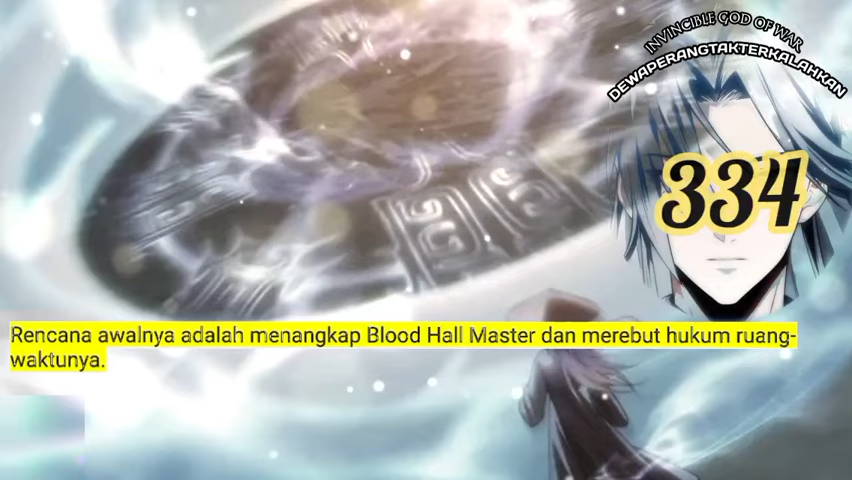 INVINCIBLE GOD OF WAR
DEWAPERANGTAKTERKALAHKAN
334
Rencana awalnya adalah menangkap Blood Hall Master dan merebut hukum ruang-
waktunya.